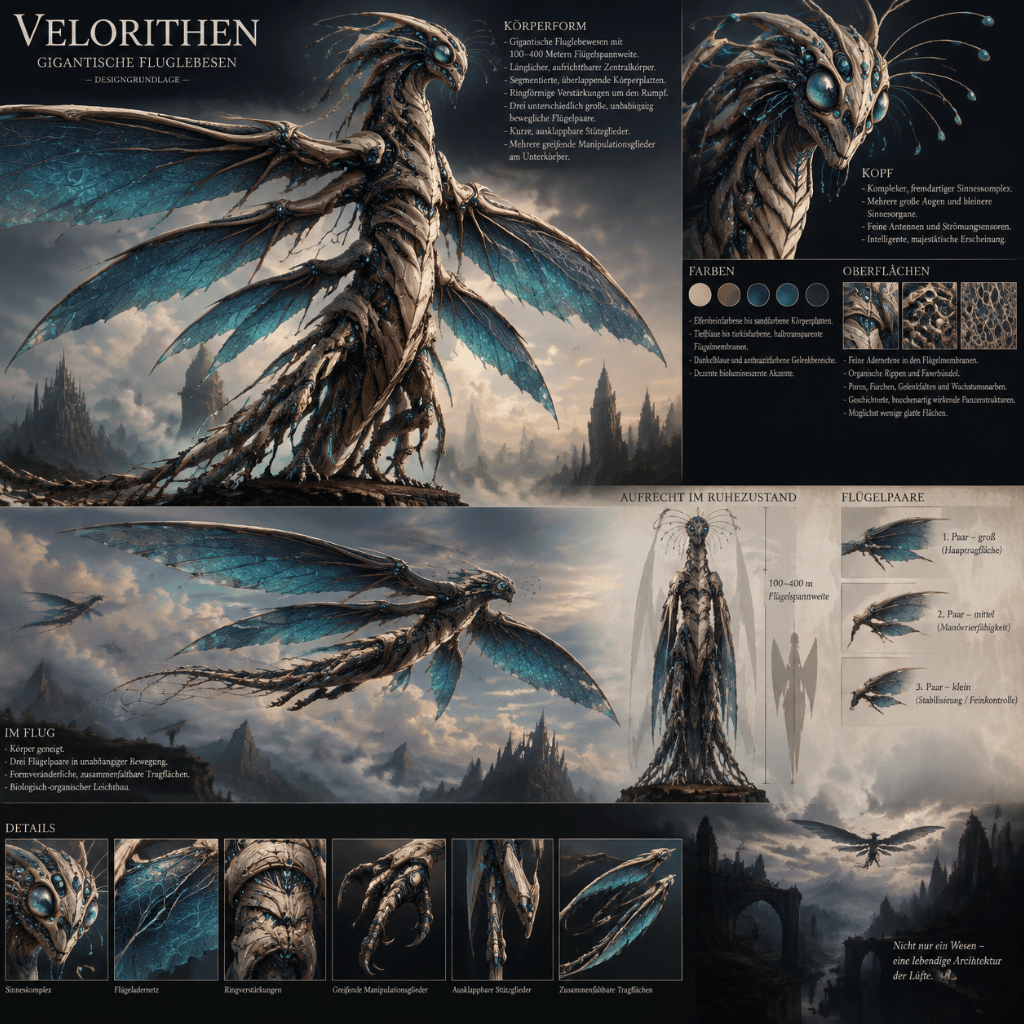 VELORITHEN
GIGANTISCHE FLUGLEBESEN
— DESIGNGRUNDLAGE —
KÖRPERFORM
- Gigantische Fluglebewesen mit
100–400 Metern Flügelspannweite.
- Länglicher, aufrichtbarer Zentralkörper.
- Segmentierte, überlappende Körperplatten.
- Ringförmige Verstärkungen um den Rumpf.
- Drei unterschiedlich große, unabhägig
bewegliche Flügelpaare.
- Kurze, ausklappbare Stützglieder.
- Mehrere greifende Manipulationsglieder
am Unterkörper.
KOPF
- Komplexer, fremdartiger Sinnessomplex.
- Mehrere große Augen und kleinere
Sinnesorgane.
- Feine Antennen und Strömungsensoren.
- Intelligente, majestätische Erscheinung.
FARBEN
- Elfenbeinfarbene bis sandfarbene Körperplatten.
- Tiefblaue bis türkisfarbene, halbtransparente
Flügelmembranen.
- Dunkelblaue und anthrazitfarbene Gelenkbereiche.
- Dezente biolumineszente Akzente.
OBERFLÄCHEN
- Feine Adernetze in den Flügelmembranen.
- Organische Rippen und Faserbündel.
- Poren, Furchen, Gelenkfalten und Wachstumsnarben.
- Geschichtete, knochenartig wirkende Panzerstrukturen.
- Möglichst wenige glatte Flächen.
AUFRECHT IM RUHEZUSTAND
100–400 m
Flügelspannweite
FLÜGELPAARE
1. Paar – groß
(Haaptragfläche)
2. Paar – mittel
(Manövrierfähigkeit)
3. Paar – klein
(Stabilisierung / Feinkontrolle)
IM FLUG
- Körper geneigt.
- Drei Flügelpaare in unabhängiger Bewegung.
- Formveränderliche, zusammenfaltbare Tragflächen.
- Biologisch-organischer Leichtbau.
DETAILS
Sinneskomplex
Flügeladernetz
Ringverstärkungen
Greifende Manipulationsglieder
Ausklappbare Stützglieder
Zusammenfaltbare Tragflächen
Nicht nur ein Wesen –
eine lebendige Architektur
der Lüfte.